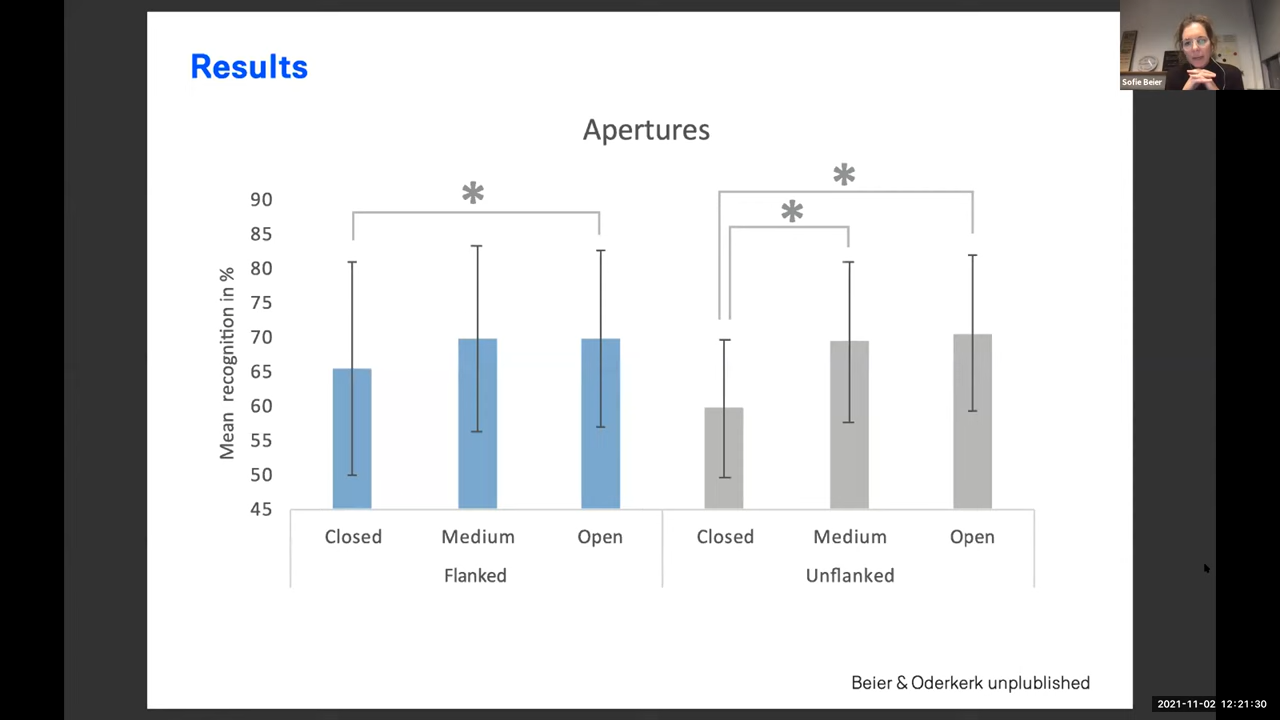 Results
Sofie Beier
Apertures
*
*
*
90
85
80
75
70
65
60
55
50
45
Mean recognition in %
Closed Medium Open Closed Medium Open
Flanked Unflanked
Beier & Oderkerk unplublished
2021-11-02 12:21:30